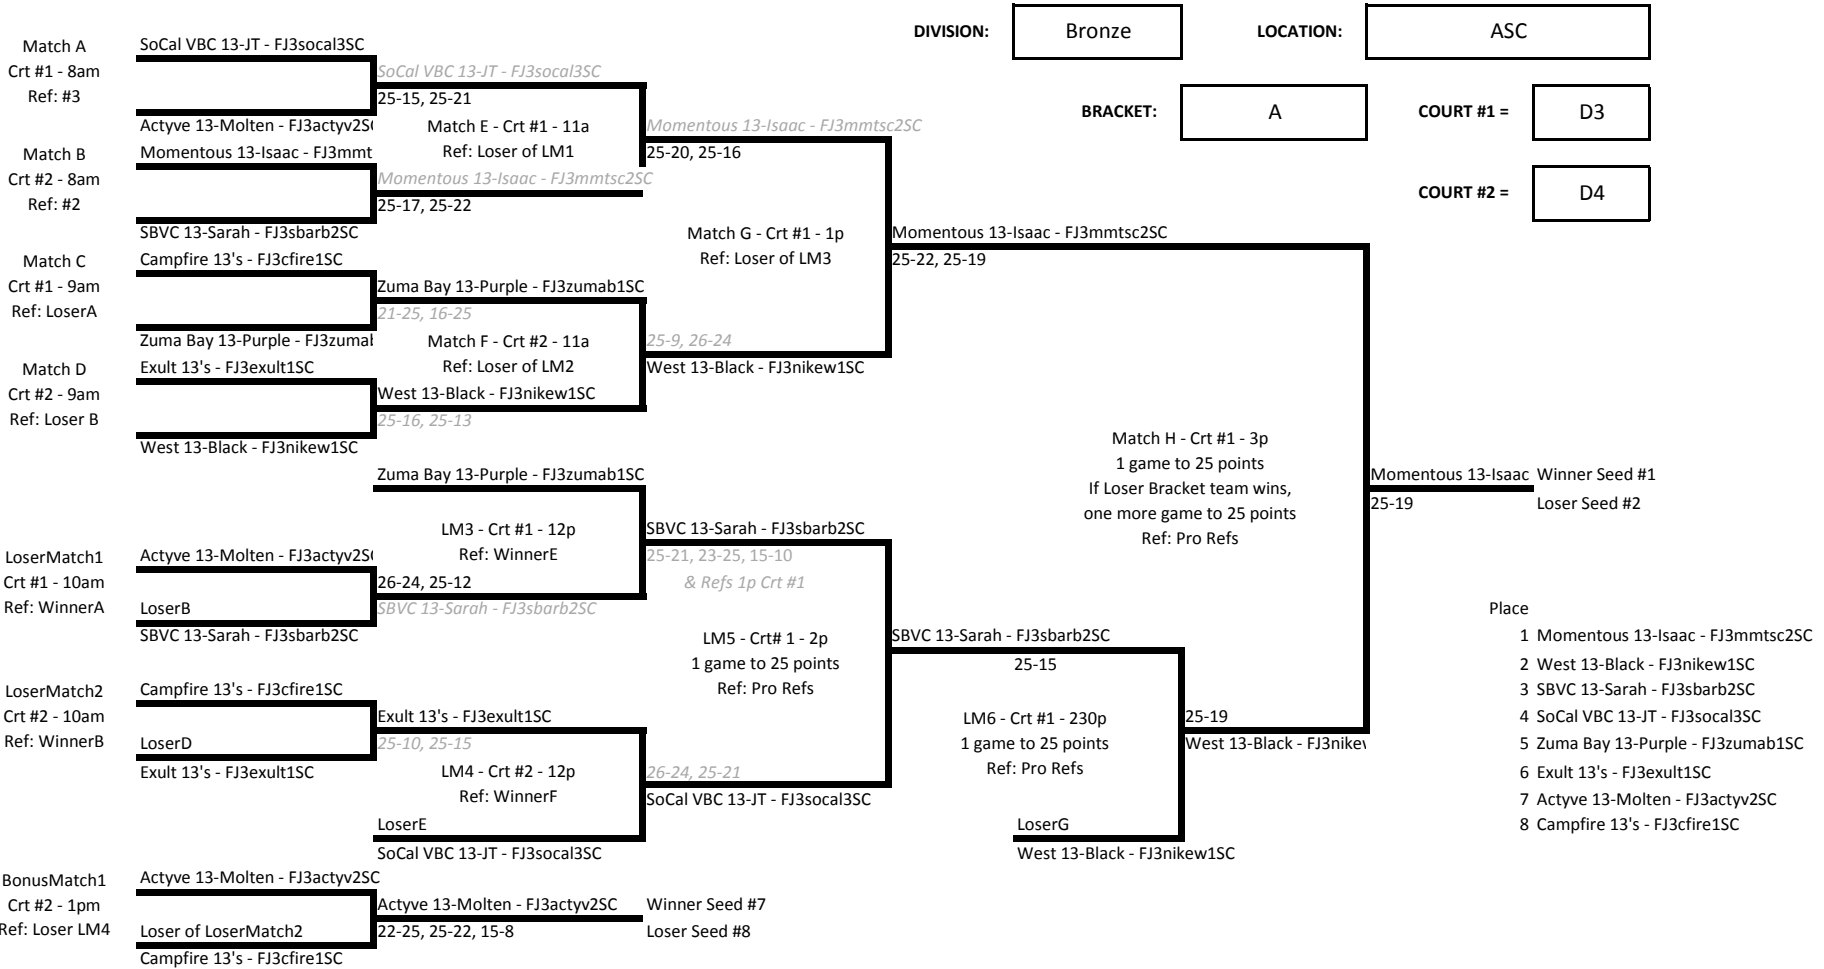 DIVISION:
Bronze
LOCATION:
ASC
BRACKET:
A
COURT #1 =
D3
COURT #2 =
D4
Match A
Crt #1 - 8am
Ref: #3
SoCal VBC 13-JT - FJ3socal3SC
Actyve 13-Molten - FJ3actyv2S
Match B
Crt #2 - 8am
Ref: #2
Momentous 13-Isaac - FJ3mmt
SBVC 13-Sarah - FJ3sbarb2SC
Match C
Crt #1 - 9am
Ref: LoserA
Campfire 13's - FJ3cfire1SC
Zuma Bay 13-Purple - FJ3zumab
Match D
Crt #2 - 9am
Ref: Loser B
Exult 13's - FJ3exult1SC
West 13-Black - FJ3nikew1SC
SoCal VBC 13-JT - FJ3socal3SC
25-15, 25-21
Match E - Crt #1 - 11a
Ref: Loser of LM1
Momentous 13-Isaac - FJ3mmtsc2SC
25-17, 25-22
Zuma Bay 13-Purple - FJ3zumab1SC
21-25, 16-25
Match F - Crt #2 - 11a
Ref: Loser of LM2
West 13-Black - FJ3nikew1SC
25-16, 25-13
Momentous 13-Isaac - FJ3mmtsc2SC
25-20, 25-16
Match G - Crt #1 - 1p
Ref: Loser of LM3
25-9, 26-24
West 13-Black - FJ3nikew1SC
Momentous 13-Isaac - FJ3mmtsc2SC
25-22, 25-19
Match H - Crt #1 - 3p
1 game to 25 points
If Loser Bracket team wins,
one more game to 25 points
Ref: Pro Refs
Momentous 13-Isaac
25-19
Winner Seed #1
Loser Seed #2
Zuma Bay 13-Purple - FJ3zumab1SC
LM3 - Crt #1 - 12p
Ref: WinnerE
LoserMatch1
Crt #1 - 10am
Ref: WinnerA
Actyve 13-Molten - FJ3actyv2S
LoserB
SBVC 13-Sarah - FJ3sbarb2SC
26-24, 25-12
SBVC 13-Sarah - FJ3sbarb2SC
SBVC 13-Sarah - FJ3sbarb2SC
25-21, 23-25, 15-10
& Refs 1p Crt #1
LM5 - Crt# 1 - 2p
1 game to 25 points
Ref: Pro Refs
LoserMatch2
Crt #2 - 10am
Ref: WinnerB
Campfire 13's - FJ3cfire1SC
LoserD
Exult 13's - FJ3exult1SC
Exult 13's - FJ3exult1SC
25-10, 25-15
LM4 - Crt #2 - 12p
Ref: WinnerF
LoserE
SoCal VBC 13-JT - FJ3socal3SC
26-24, 25-21
SoCal VBC 13-JT - FJ3socal3SC
SBVC 13-Sarah - FJ3sbarb2SC
25-15
LM6 - Crt #1 - 230p
1 game to 25 points
Ref: Pro Refs
LoserG
West 13-Black - FJ3nikew1SC
25-19
West 13-Black - FJ3nikew
BonusMatch1
Crt #2 - 1pm
Ref: Loser LM4
Actyve 13-Molten - FJ3actyv2SC
Loser of LoserMatch2
Campfire 13's - FJ3cfire1SC
Actyve 13-Molten - FJ3actyv2SC
22-25, 25-22, 15-8
Winner Seed #7
Loser Seed #8
Place
1 Momentous 13-Isaac - FJ3mmtsc2SC
2 West 13-Black - FJ3nikew1SC
3 SBVC 13-Sarah - FJ3sbarb2SC
4 SoCal VBC 13-JT - FJ3socal3SC
5 Zuma Bay 13-Purple - FJ3zumab1SC
6 Exult 13's - FJ3exult1SC
7 Actyve 13-Molten - FJ3actyv2SC
8 Campfire 13's - FJ3cfire1SC